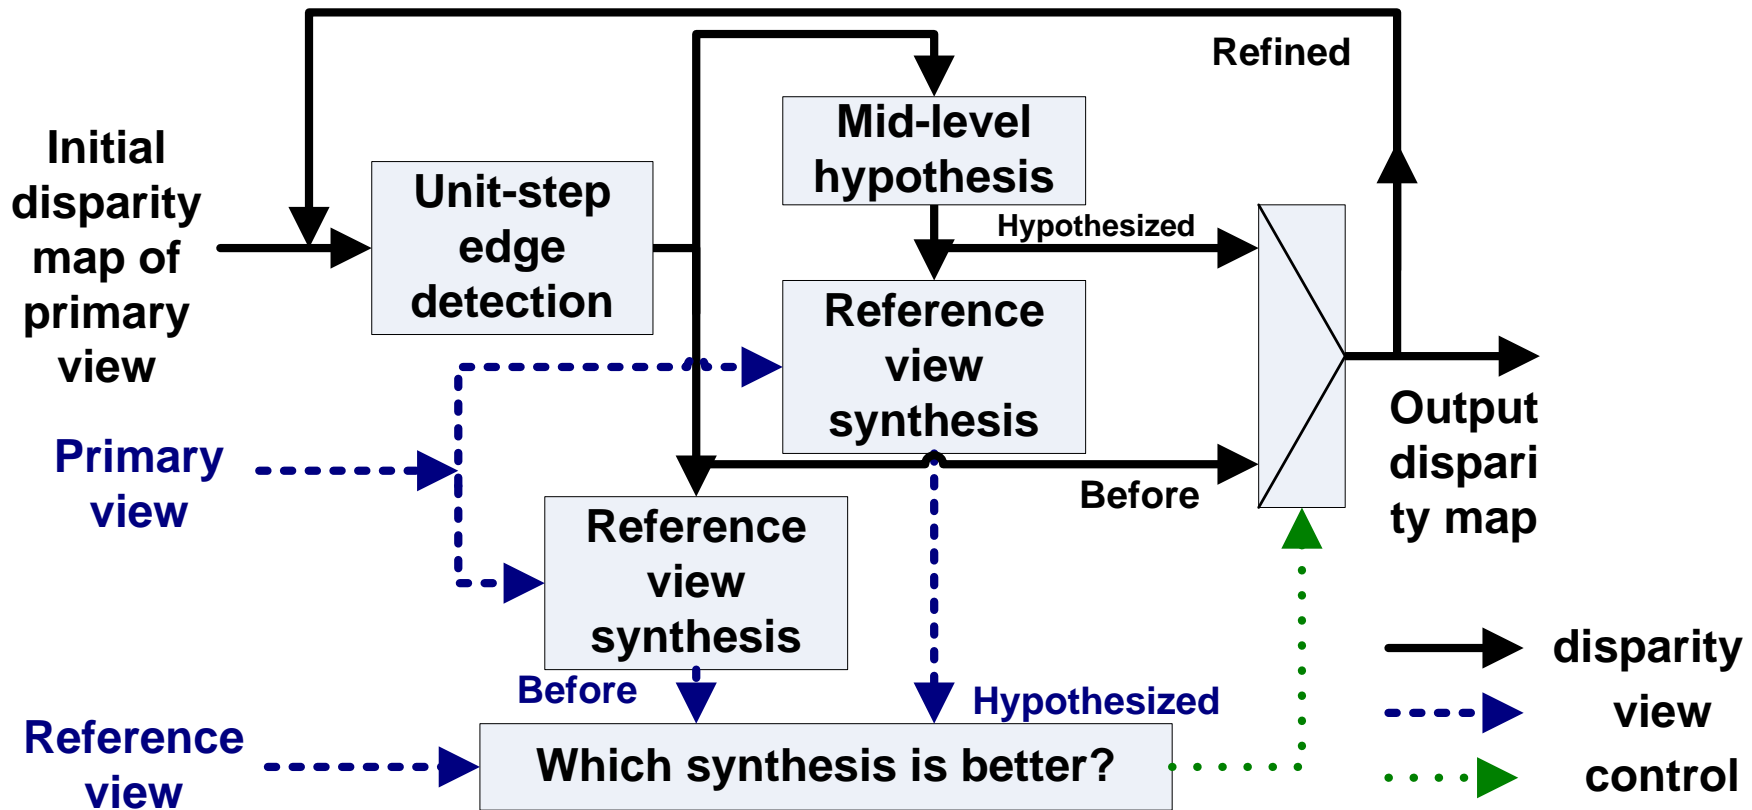 Refined
Initial
disparity
map of
primary
view
Unit-step
edge
detection
Mid-level
hypothesis
Hypothesized
Reference
view
synthesis
Before
Output
dispari
ty map
Primary
view
Reference
view
synthesis
Before
Hypothesized
Reference
view
Which synthesis is better?
disparity
view
control